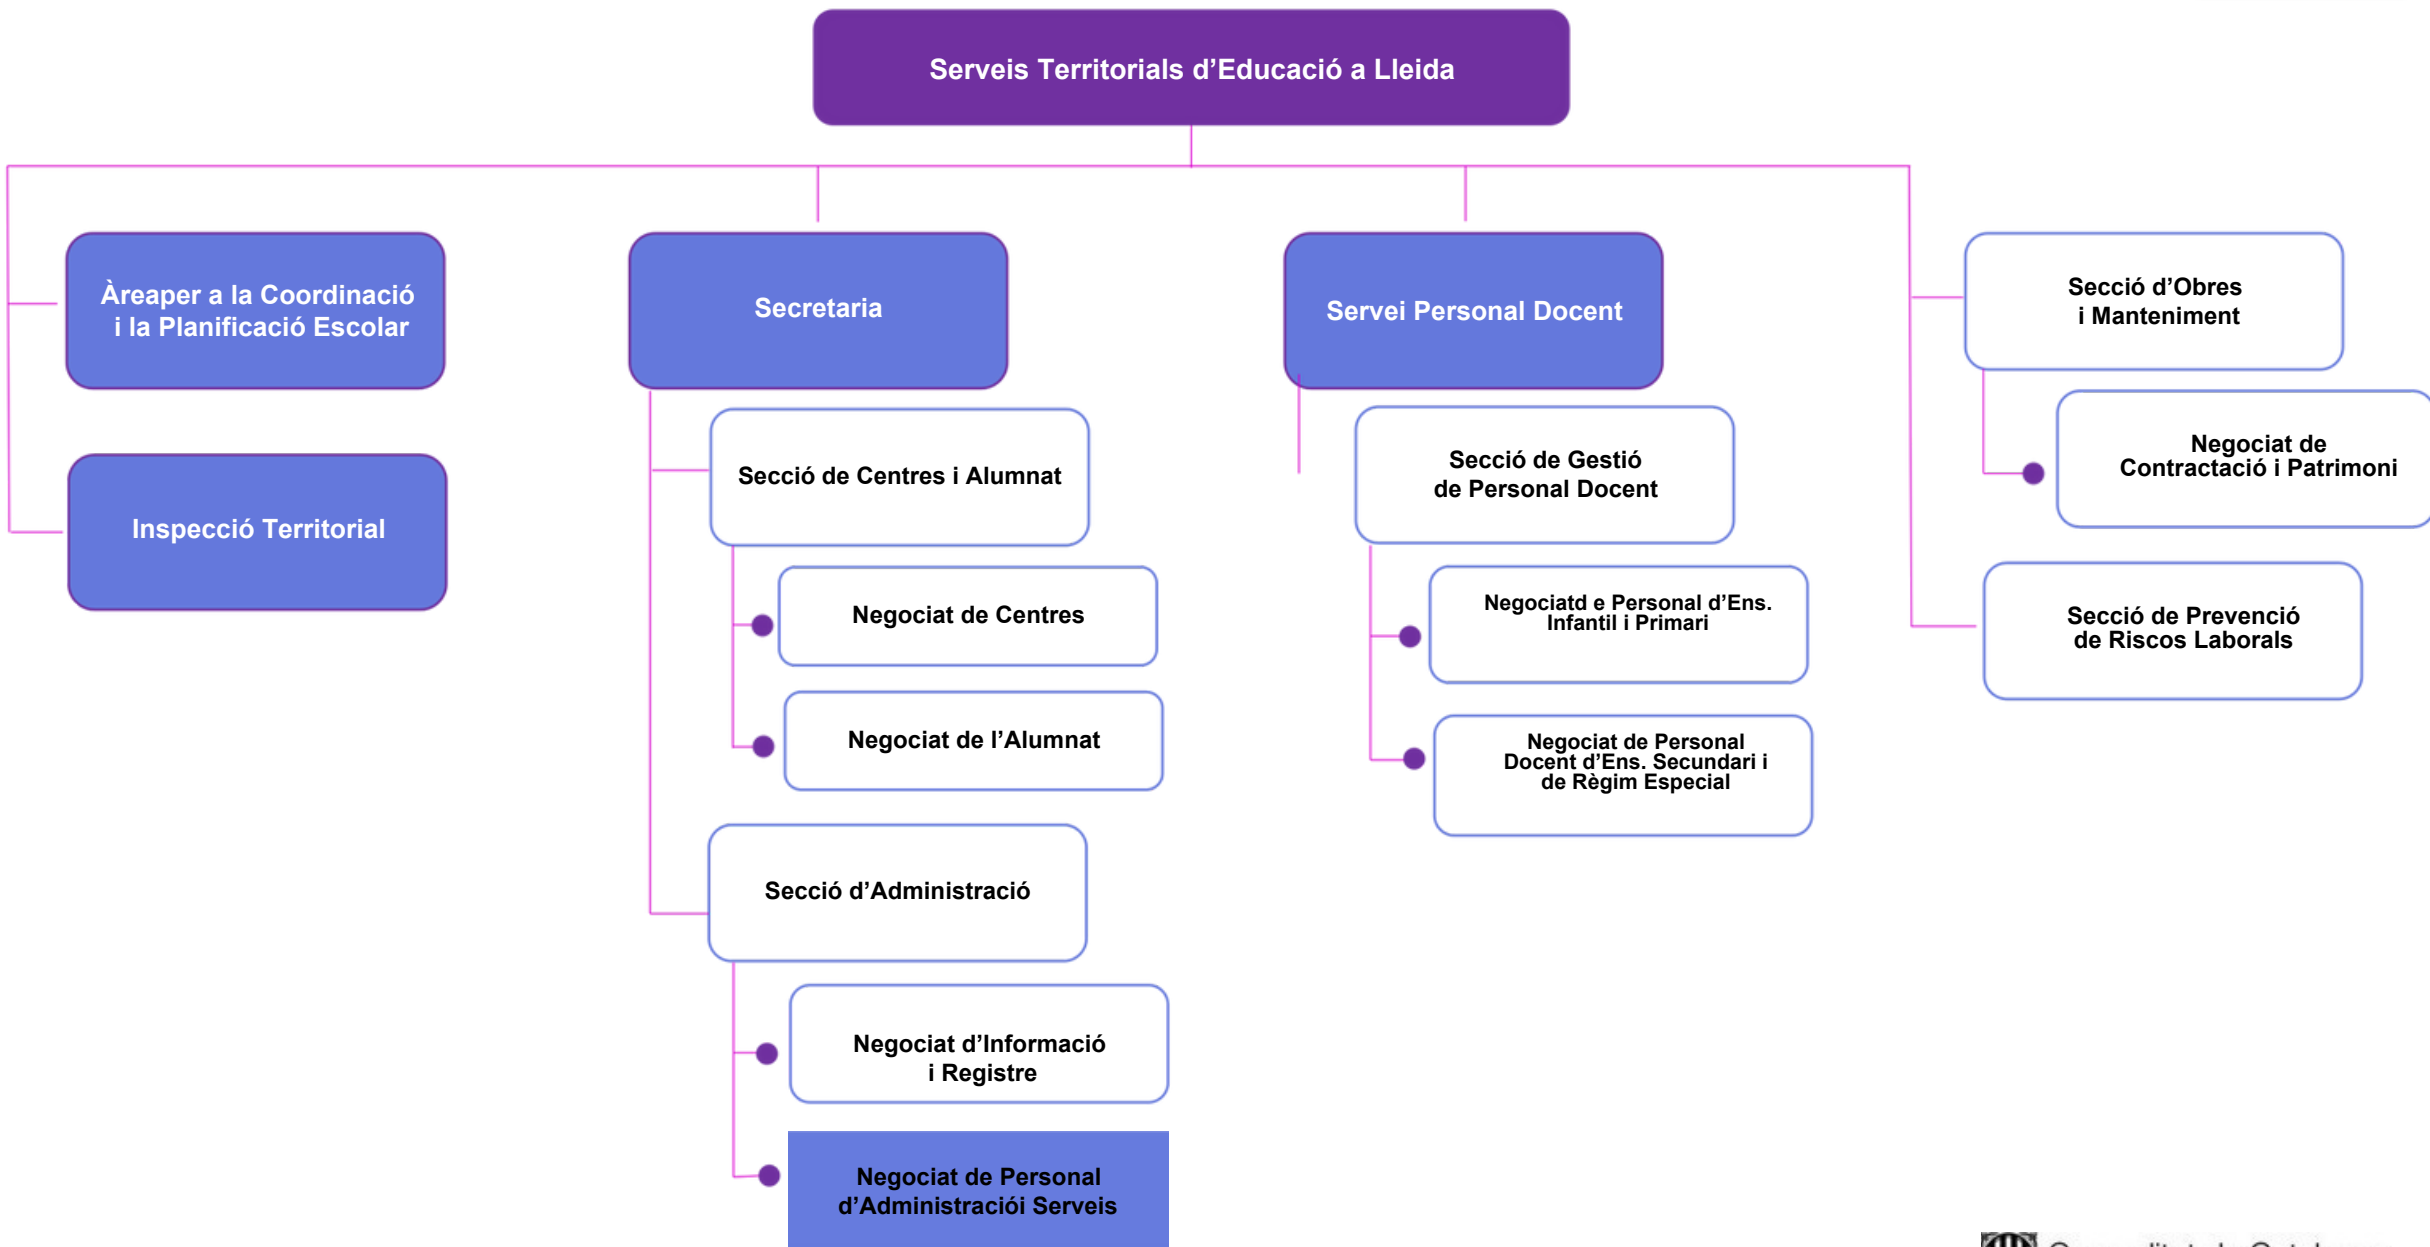 Serveis Territorials d’Educació a Lleida
Àreaper a la Coordinació
i la Planificació Escolar
Inspecció Territorial
Secretaria
Secció de Centres i Alumnat
Negociat de Centres
Negociat de l’Alumnat
Secció d’Administració
Negociat d’Informació
i Registre
Negociat de Personal
d’Administraciói Serveis
Servei Personal Docent
Secció de Gestió
de Personal Docent
Negociatd e Personal d’Ens.
Infantil i Primari
Negociat de Personal
Docent d’Ens. Secundari i
de Règim Especial
Secció d’Obres
i Manteniment
Negociat de
Contractació i Patrimoni
Secció de Prevenció
de Riscos Laborals